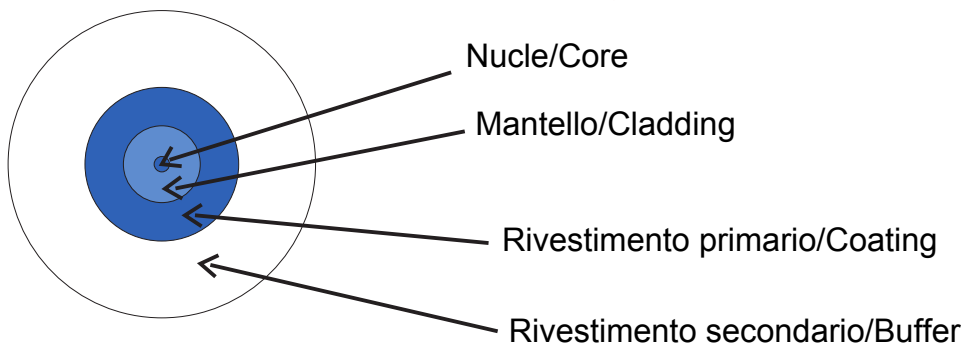 Nucle/Core
Mantello/Cladding
Rivestimento primario/Coating
Rivestimento secondario/Buffer